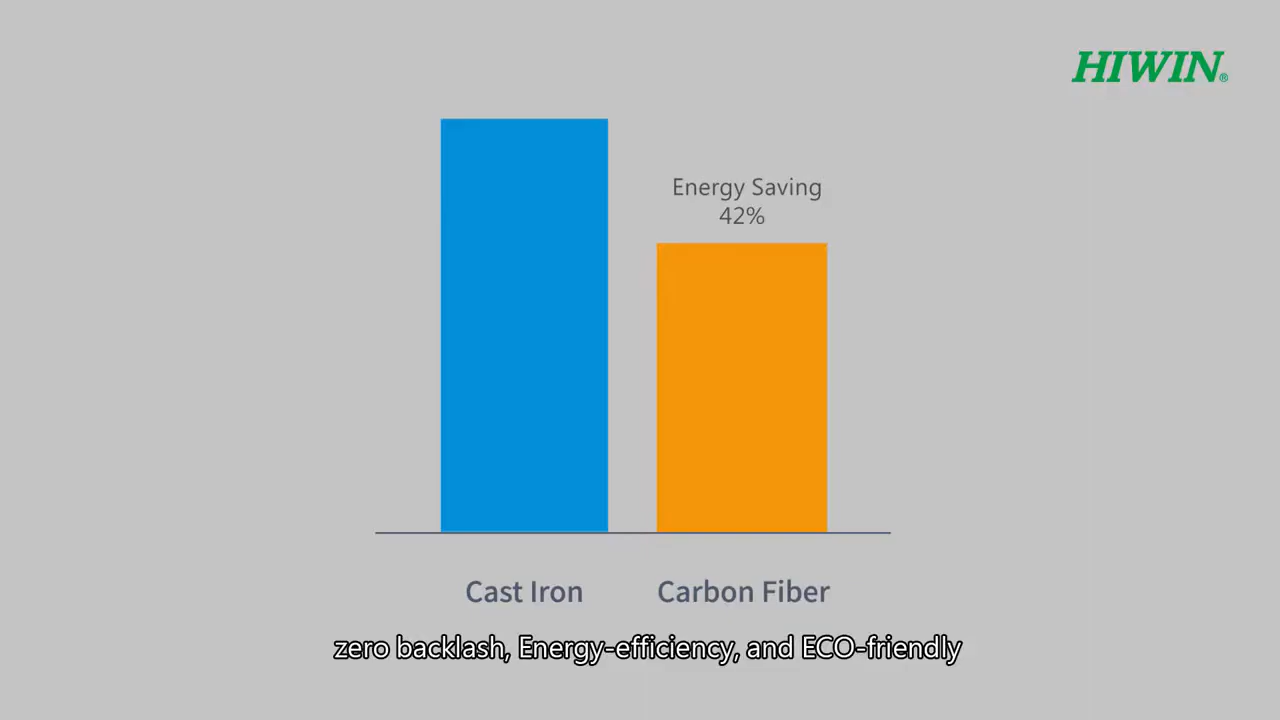 HIWIN®
Energy Saving
42%
Cast Iron
Carbon Fiber
zero backlash, Energy-efficiency, and ECO-friendly